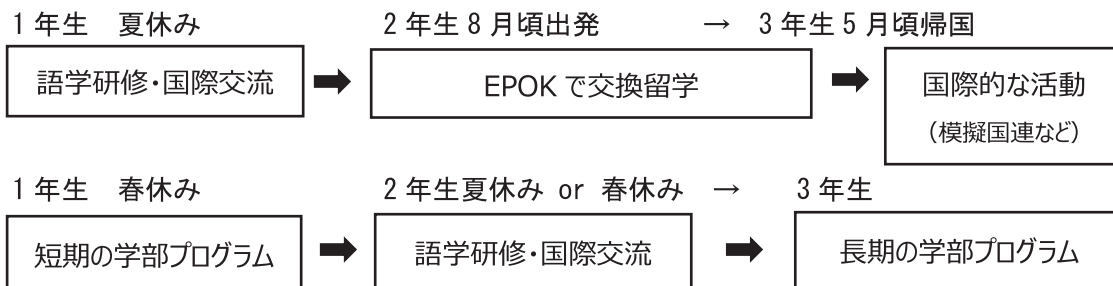 1年生　夏休み　2年生8月頃出発　→　3年生5月頃帰国
語学研修・国際交流　➡　EPOKで交換留学　➡　国際的な活動
（模擬国連など）
1年生　春休み　2年生夏休み or 春休み　→　3年生
短期の学部プログラム　➡　語学研修・国際交流　➡　長期の学部プログラム